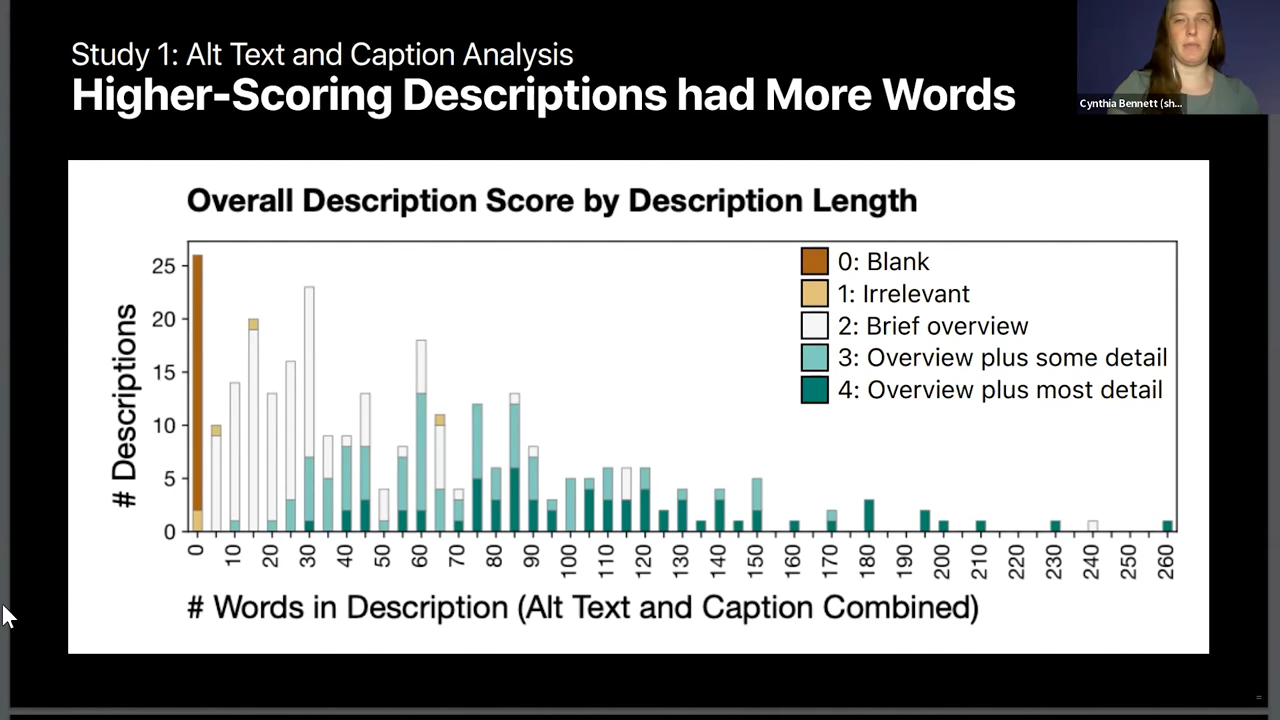 Study 1: Alt Text and Caption Analysis
Higher-Scoring Descriptions had More Words
Cynthia Bennett (sh...
Overall Description Score by Description Length
0: Blank
1: Irrelevant
2: Brief overview
3: Overview plus some detail
4: Overview plus most detail
# Descriptions
25
20
15
10
5
0
0 10 20 30 40 50 60 70 80 90 100 110 120 130 140 150 160 170 180 190 200 210 220 230 240 250 260
# Words in Description (Alt Text and Caption Combined)